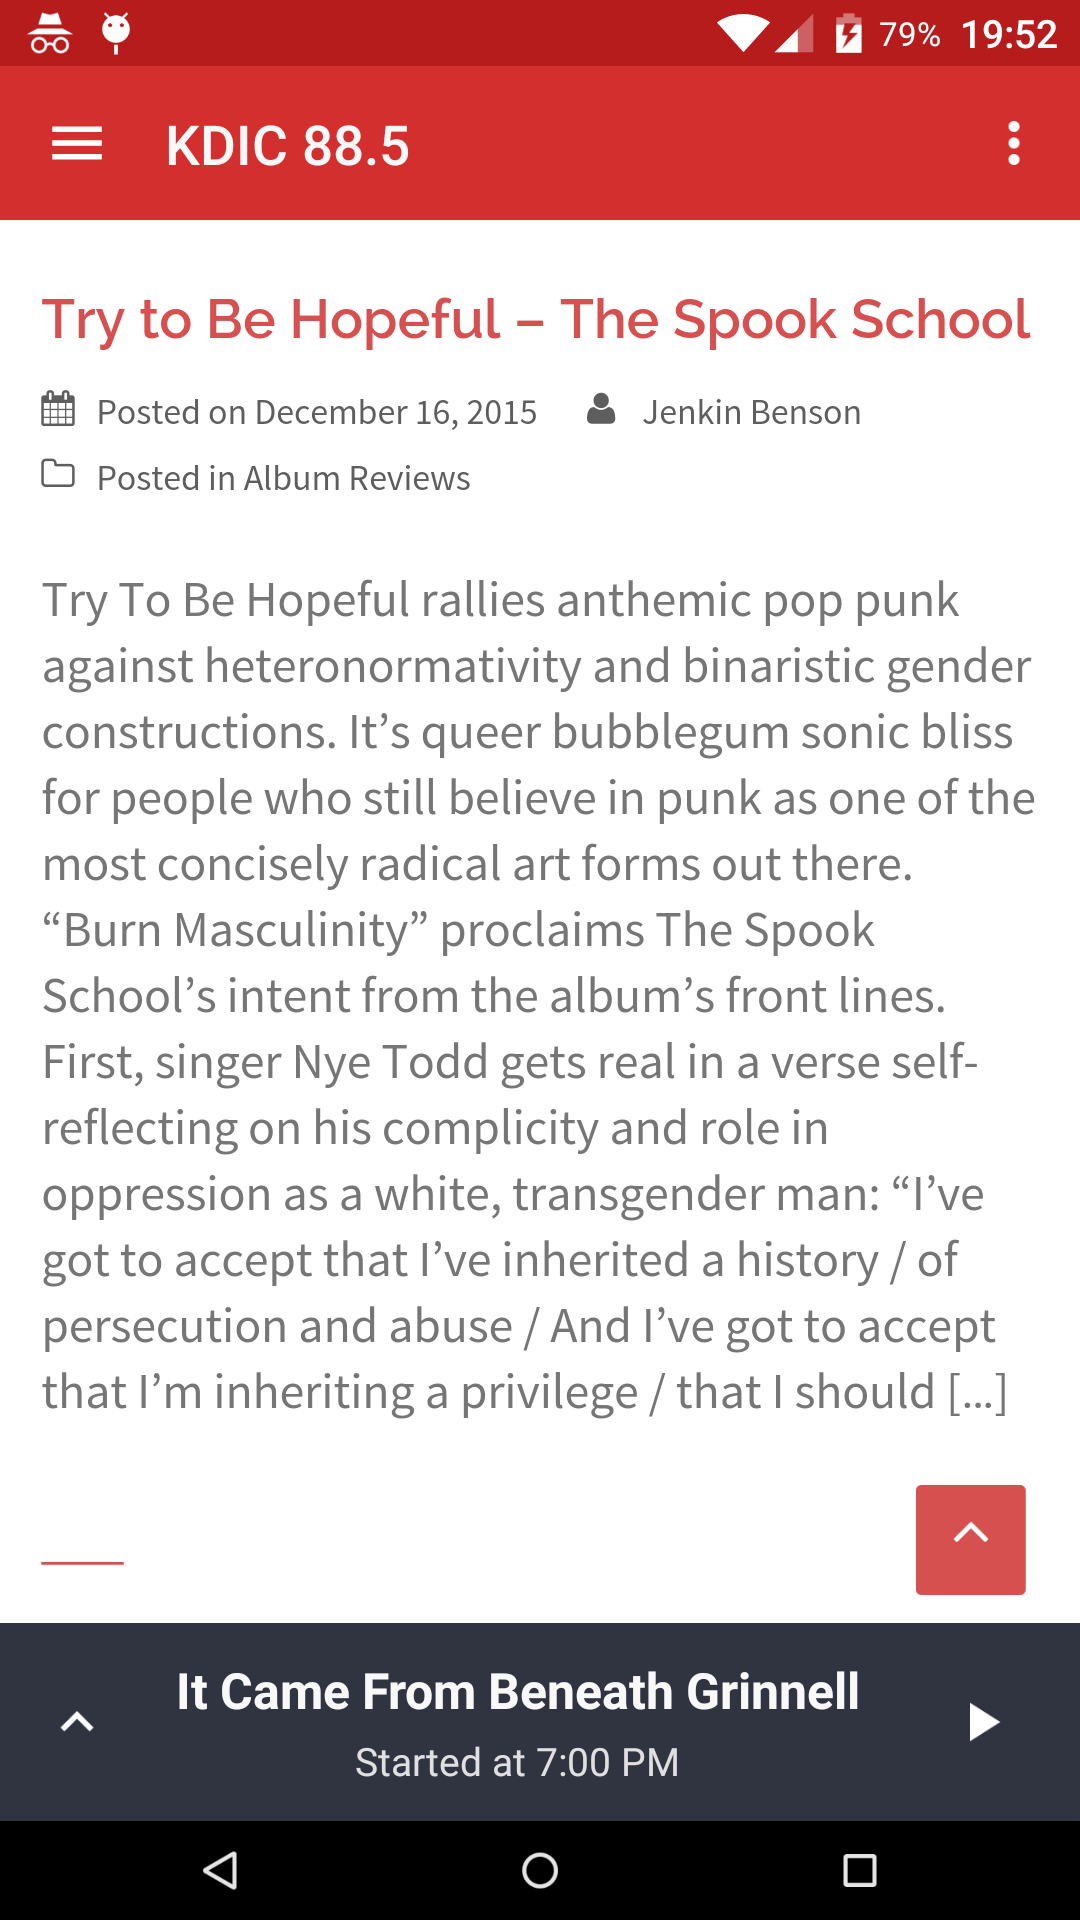 79% 19:52
KDIC 88.5
Try to Be Hopeful – The Spook School
Posted on December 16, 2015 Jenkin Benson
Posted in Album Reviews
Try To Be Hopeful rallies anthemic pop punk
against heteronormativity and binaristic gender
constructions. It’s queer bubblegum sonic bliss
for people who still believe in punk as one of the
most concisely radical art forms out there.
“Burn Masculinity” proclaims The Spook
School’s intent from the album’s front lines.
First, singer Nye Todd gets real in a verse self-
reflecting on his complicity and role in
oppression as a white, transgender man: “I’ve
got to accept that I’ve inherited a history / of
persecution and abuse / And I’ve got to accept
that I’m inheriting a privilege / that I should […]
It Came From Beneath Grinnell
Started at 7:00 PM